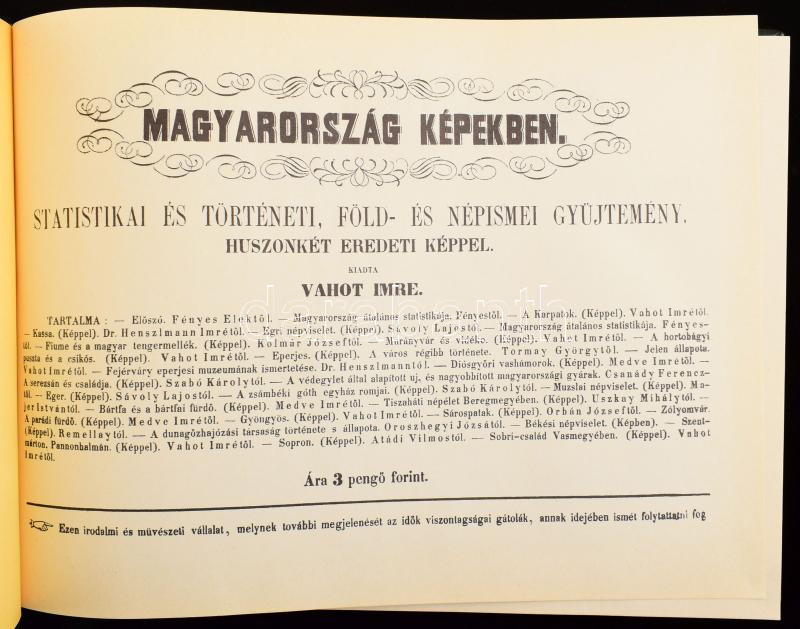 MAGYARORSZÁG KÉPEKBEN.
STATISTIKAI ÉS TÖRTÉNETI, FÖLD- ÉS NÉPISMEI GYÜJTEMÉNY.
HUSZONKÉT EREDETI KÉPPEL.
KIADTA
VAHOT IMRE.
TARTALMA: — Előszó. Fényes Elektől. — Magyarország átalános statistikája. Fényestől. — A Karpatok. (Képpel). Vahot Imrétől.
— Kassa. (Képpel). Dr. Henszlmann Imrétől. — Egri népviselet. (Képpel). Sávoly Lajostól. — Magyarország átalános statistikája. Fényes-
től. — Fiume és a magyar tengermellék. (Képpel). Kolmár Józseftől. — Murányvár és vidéke. (Képpel). Vahot Imrétől. — A hortobágyi
puszta és a csikós. (Képpel). Vahot Imrétől. — Eperjes. (Képpel). A város régibb története. Tormay Györgytől. — Jelen állapota.
Vahot Imrétől. — Fejérváry eperjesi muzeumának ismertetése. Dr. Henszlmanntól. — Diósgyőri vashámorok. (Képpel). Medve Imrétől. —
A serezsán és családja. (Képpel). Szabó Károlytól. — A védegylet által alapított uj, és nagyobbított magyarországi gyárak. Csanády Ferencz-
től. — Eger. (Képpel). Sávoly Lajostól. — A zsámbéki góth egyház romjai. (Képpel). Szabó Károlytól. — Muzslai népviselet. (Képpel). Ma-
jer Istvántól. — Bártfa és a bártfai fürdő. (Képpel). Medve Imrétől. — Tiszaháti népélet Beregmegyében. (Képpel). Uszkay Mihálytól. —
A parádi fürdő. (Képpel). Medve Imrétől. — Gyöngyös. (Képpel). Vahot Imrétől. — Sárospatak. (Képpel). Orbán Józseftől. — Zólyomvár.
(Képpel). Remellaytól. — A dunagőzhajózási társaság története s állapota. Oroszhegyi Józsától. — Békési népviselet. (Képben). — Szent-
márton. Pannonhalmán. (Képpel). Vahot Imrétől. — Sopron. (Képpel). Atádi Vilmostól. — Sobri-család Vasmegyében. (Képpel). Vahot
Imrétől.
Ára 3 pengö forint.
Ezen irodalmi és müvészeti vállalat, melynek további megjelenését az idők viszontagságai gátolák, annak idejében ismét folytattatni fog